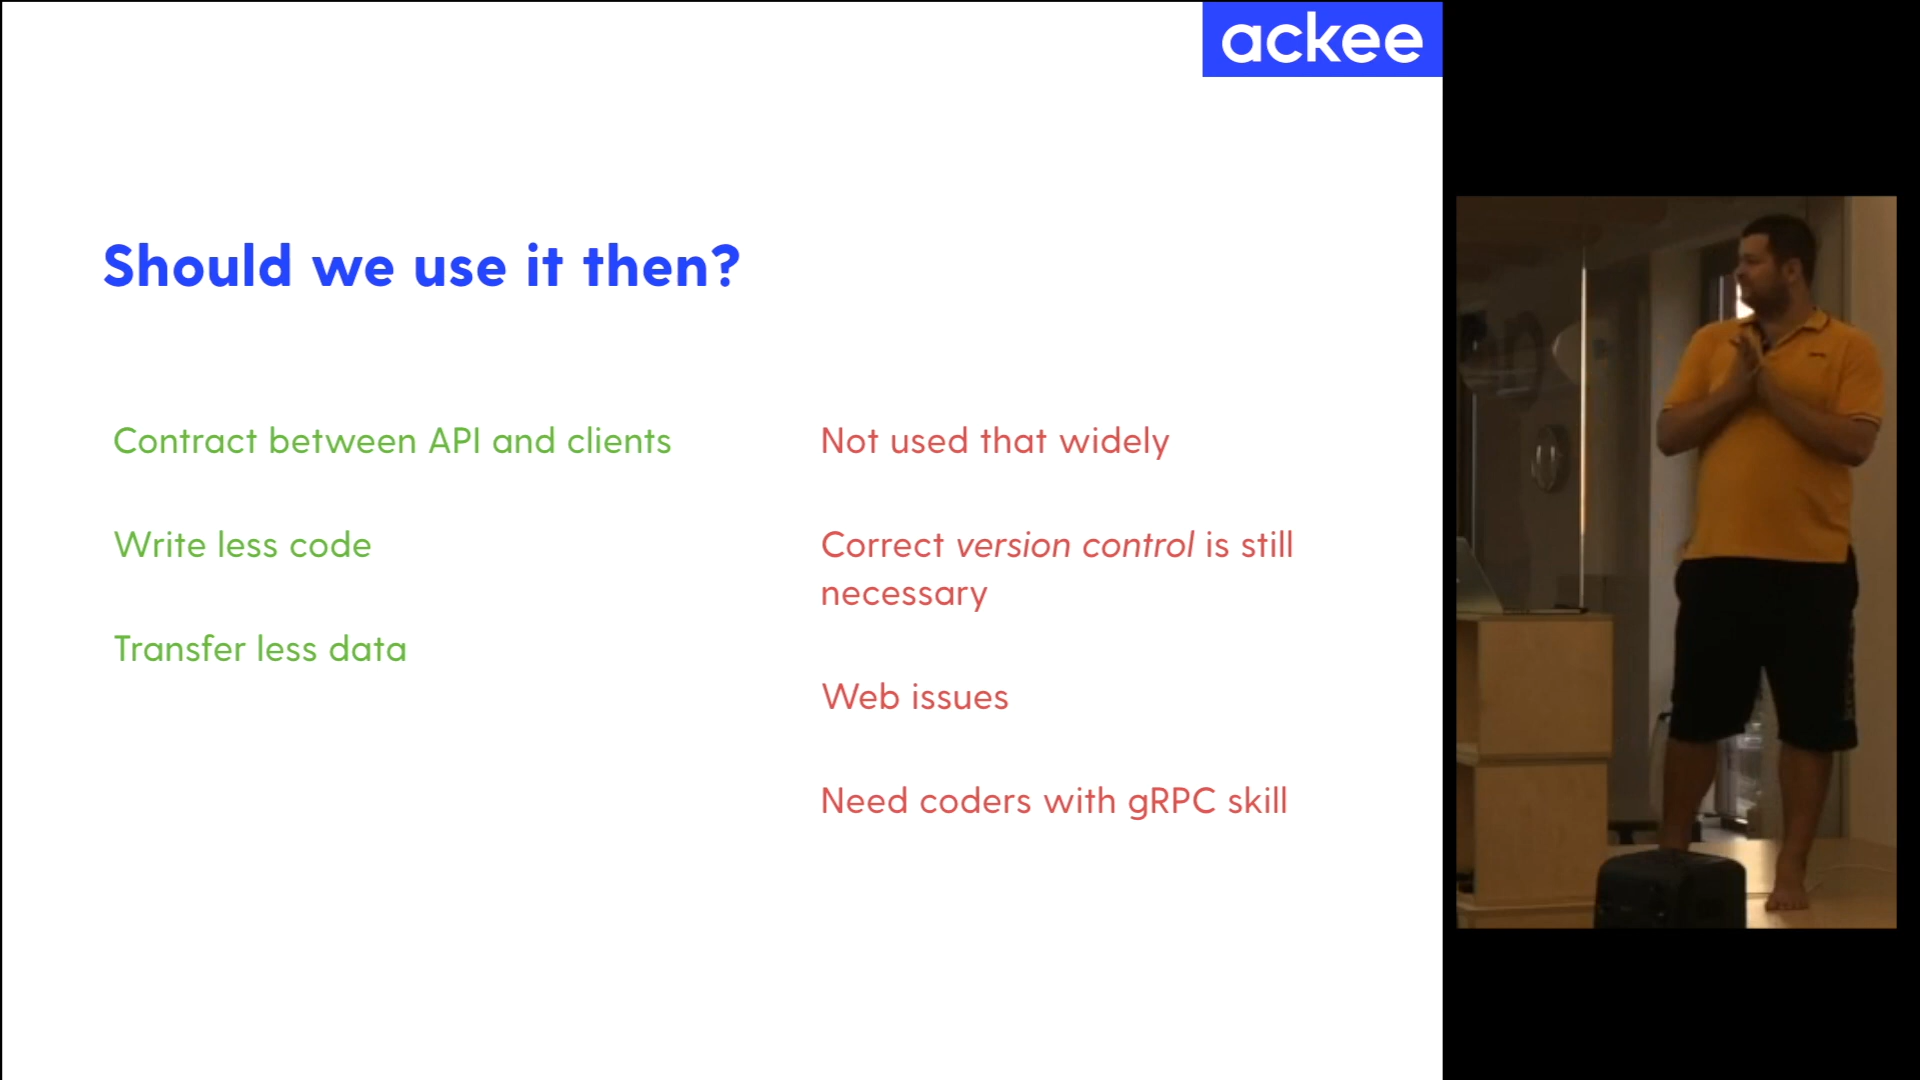 ackee
Should we use it then?
Contract between API and clients
Write less code
Transfer less data
Not used that widely
Correct version control is still
necessary
Web issues
Need coders with gRPC skill